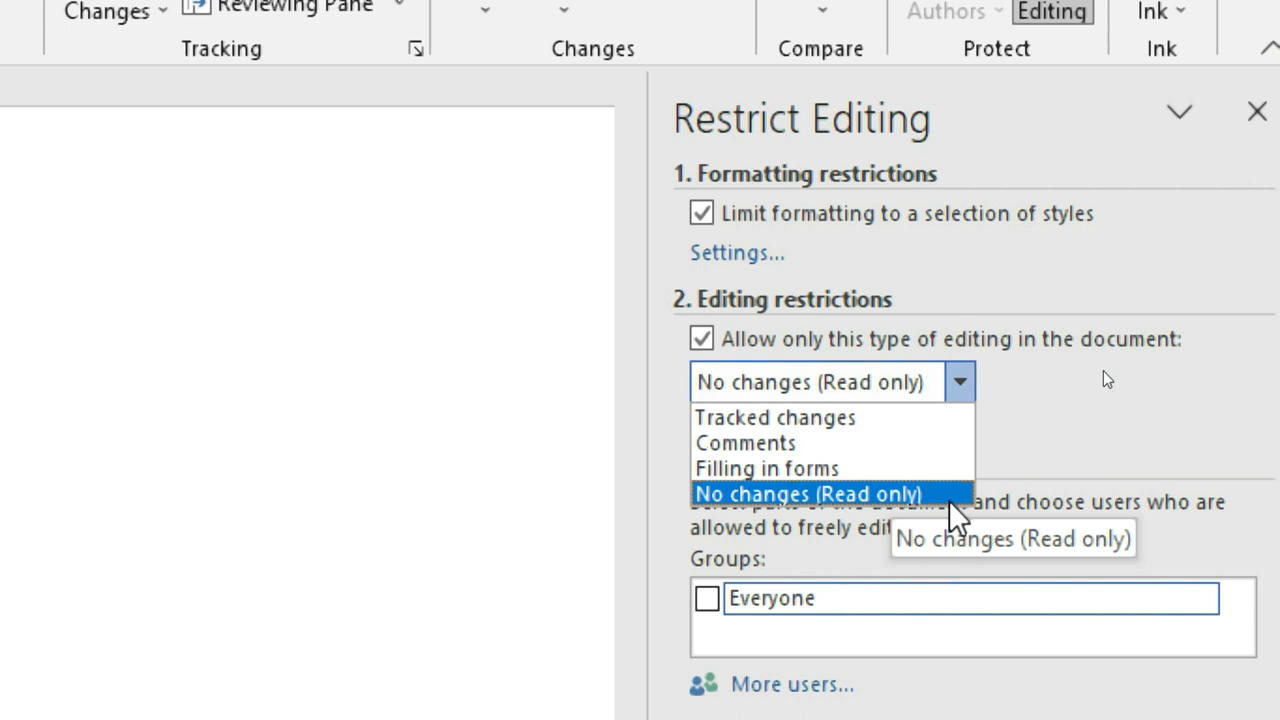 Changes
Reviewing Pane
Authors
Editing
Ink
Tracking
Changes
Compare
Protect
Ink
Restrict Editing
1. Formatting restrictions
Limit formatting to a selection of styles
Settings...
2. Editing restrictions
Allow only this type of editing in the document:
No changes (Read only)
Tracked changes
Comments
Filling in forms
No changes (Read only)
and choose users who are
allowed to freely edit
No changes (Read only)
Groups:
Everyone
More users...